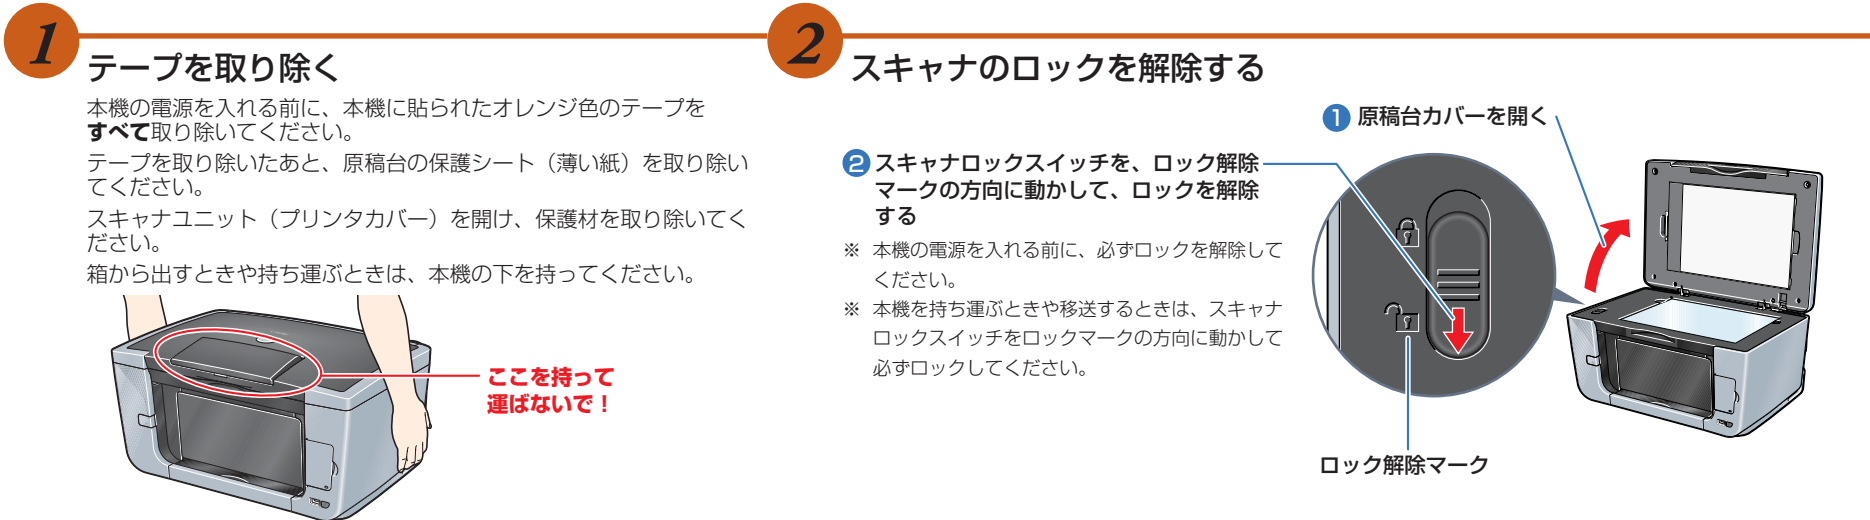 1
テープを取り除く
本機の電源を入れる前に、本機に貼られたオレンジ色のテープを
すべて取り除いてください。
テープを取り除いたあと、原稿台の保護シート（薄い紙）を取り除い
てください。
スキャナユニット（プリンタカバー）を開け、保護材を取り除いてく
ださい。
箱から出すときや持ち運ぶときは、本機の下を持ってください。
ここを持って
運ばないで！
2
スキャナのロックを解除する
1 原稿台カバーを開く
2 スキャナロックスイッチを、ロック解除
マークの方向に動かして、ロックを解除
する
※ 本機の電源を入れる前に、必ずロックを解除して
ください。
※ 本機を持ち運ぶときや移送するときは、スキャナ
ロックスイッチをロックマークの方向に動かして
必ずロックしてください。
ロック解除マーク